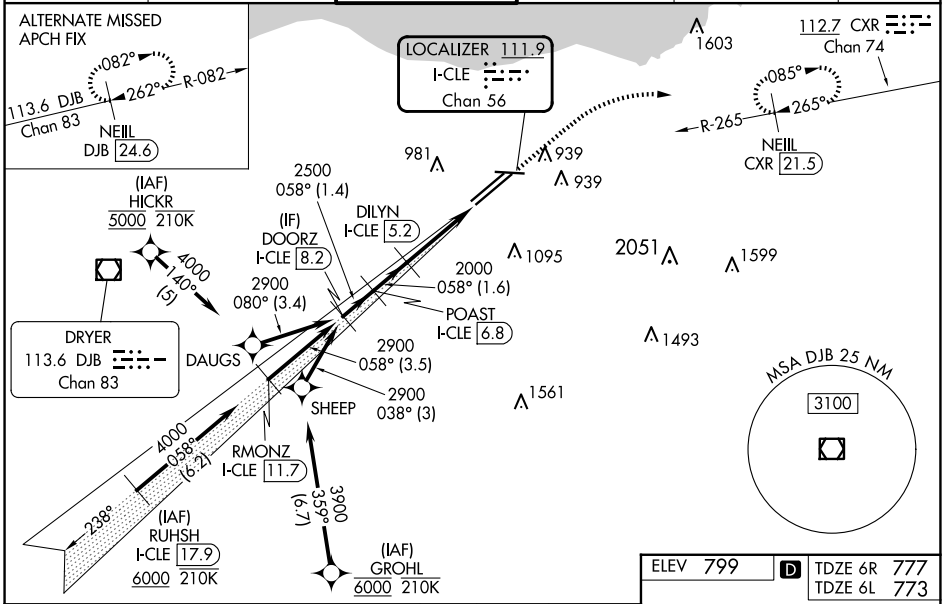 ALTERNATE MISSED
APCH FIX
082°
262°
R-082
113.6 DJB
Chan 83
NEIIL
DJB 24.6
LOCALIZER 111.9
I-CLE
Chan 56
1603
112.7 CXR
Chan 74
085°
265°
R-265
NEIIL
CXR 21.5
981
939
939
(IAF)
HICKR
5000 210K
4000
140°
(5)
2500
058° (1.4)
(IF)
DOORZ
I-CLE 8.2
DILYN
I-CLE 5.2
1095
2051
1599
2900
080° (3.4)
2000
058° (1.6)
POAST
I-CLE 6.8
1493
DRYER
113.6 DJB
Chan 83
DAUGS
2900
058° (3.5)
2900
038° (3)
SHEEP
1561
MSA DJB 25 NM
3100
4000
058°
(6.2)
RMONZ
I-CLE 11.7
238°
(IAF)
RUHSH
I-CLE 17.9
6000 210K
3900
359°
(6.7)
(IAF)
GROHL
6000 210K
ELEV 799
D
TDZE 6R 777
TDZE 6L 773